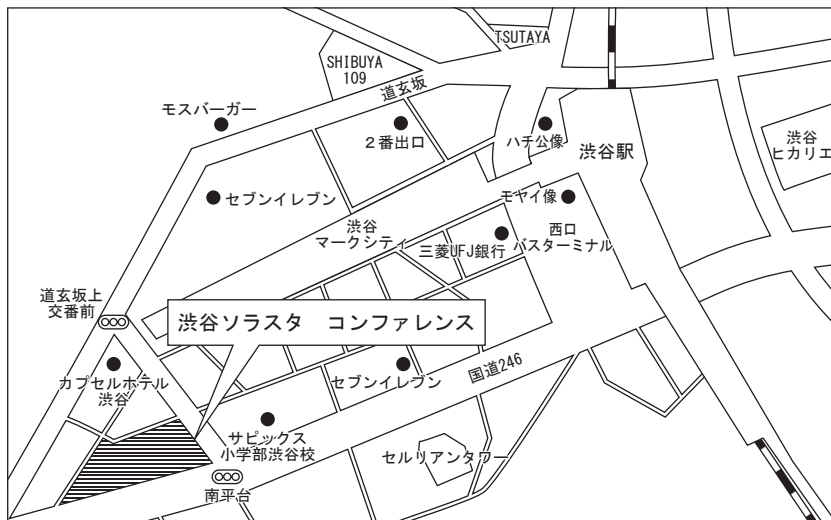 TSUTAYA
SHIBUYA
109
道玄坂
モスバーガー
２番出口
ハチ公像
渋谷駅
渋谷
ヒカリエ
セブンイレブン
モヤイ像
渋谷
マークシティ
三菱UFJ銀行
西口
バスターミナル
道玄坂上
交番前
渋谷ソラスタ　コンファレンス
カプセルホテル
渋谷
セブンイレブン
国道246
サピックス
小学部渋谷校
セルリアンタワー
南平台